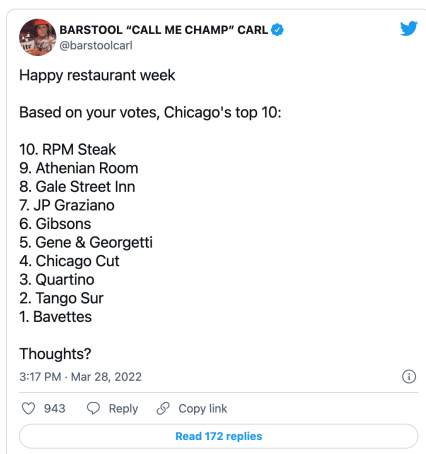 BARSTOOL “CALL ME CHAMP” CARL
@barstoolcarl
Happy restaurant week
Based on your votes, Chicago's top 10:
10. RPM Steak
9. Athenian Room
8. Gale Street Inn
7. JP Graziano
6. Gibsons
5. Gene & Georgetti
4. Chicago Cut
3. Quartino
2. Tango Sur
1. Bavettes
Thoughts?
3:17 PM · Mar 28, 2022
943 Reply Copy link
Read 172 replies